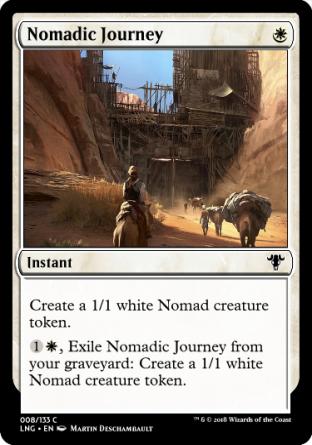 Nomadic Journey
Instant
Create a 1/1 white Nomad creature
token.
1, Exile Nomadic Journey from
your graveyard: Create a 1/1 white
Nomad creature token.
008/133 C
LNG • EN Martin Deschambault
™ & © 2018 Wizards of the Coast